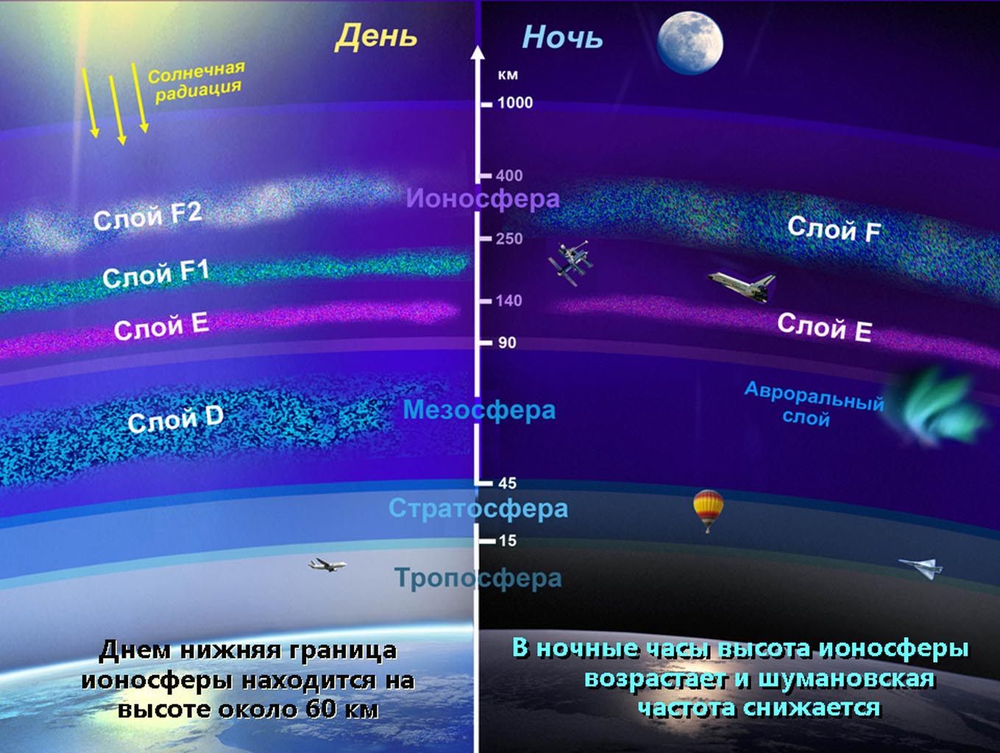 День
Ночь
Солнечная
радиация
км
1000
400
Ионосфера
Слой F2
Слой F
250
Слой F1
140
Слой E
Слой E
90
Авроральный
слой
Слой D
Мезосфера
45
Стратосфера
15
Тропосфера
Днем нижняя граница
ионосферы находится на
высоте около 60 км
В ночные часы высота ионосферы
возрастает и шумановская
частота снижается